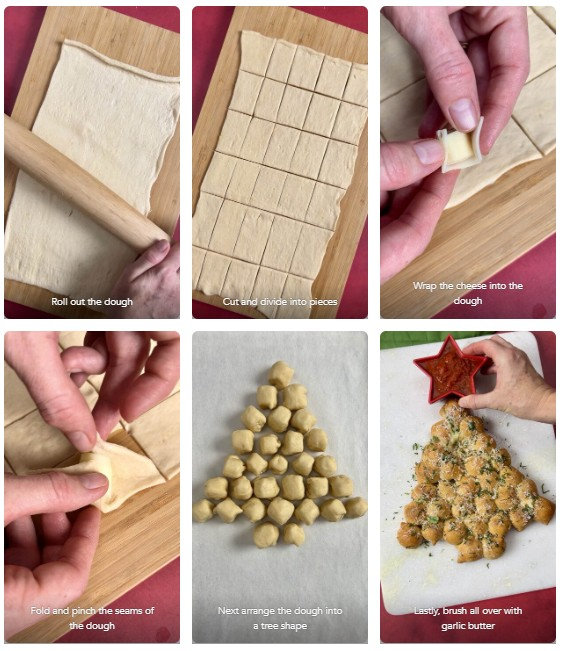 Roll out the dough
Cut and divide into pieces
Wrap the cheese into the
dough
Fold and pinch the seams of
the dough
Next arrange the dough into
a tree shape
Lastly, brush all over with
garlic butter